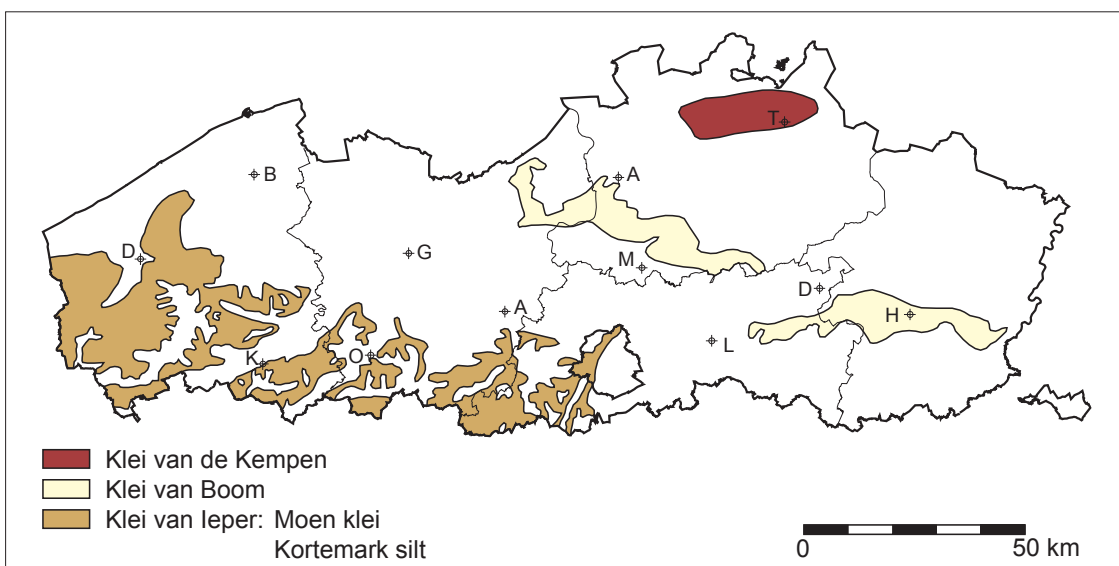 T
B
A
D
G
M
D
A
H
L
K
O
Klei van de Kempen
Klei van Boom
Klei van Ieper: Moen klei
Kortemark silt
0 50 km